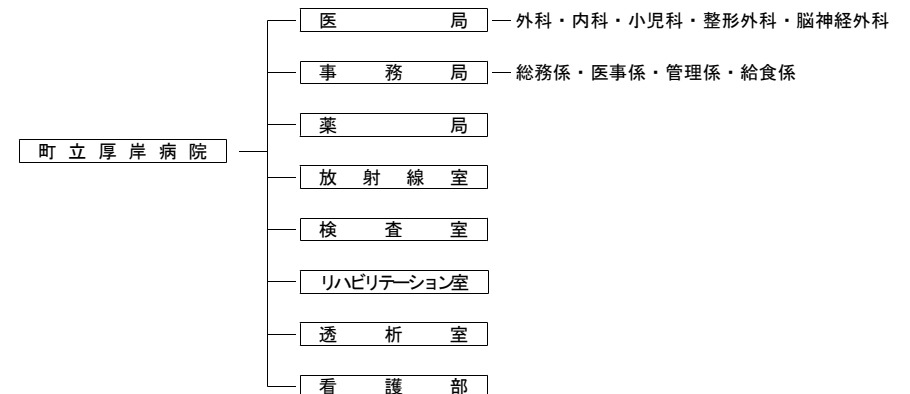 医局 外科・内科・小児科・整形外科・脳神経外科
事務局 総務係・医事係・管理係・給食係
薬局
町立厚岸病院
放射線室
検査室
リハビリテーション室
透析室
看護部